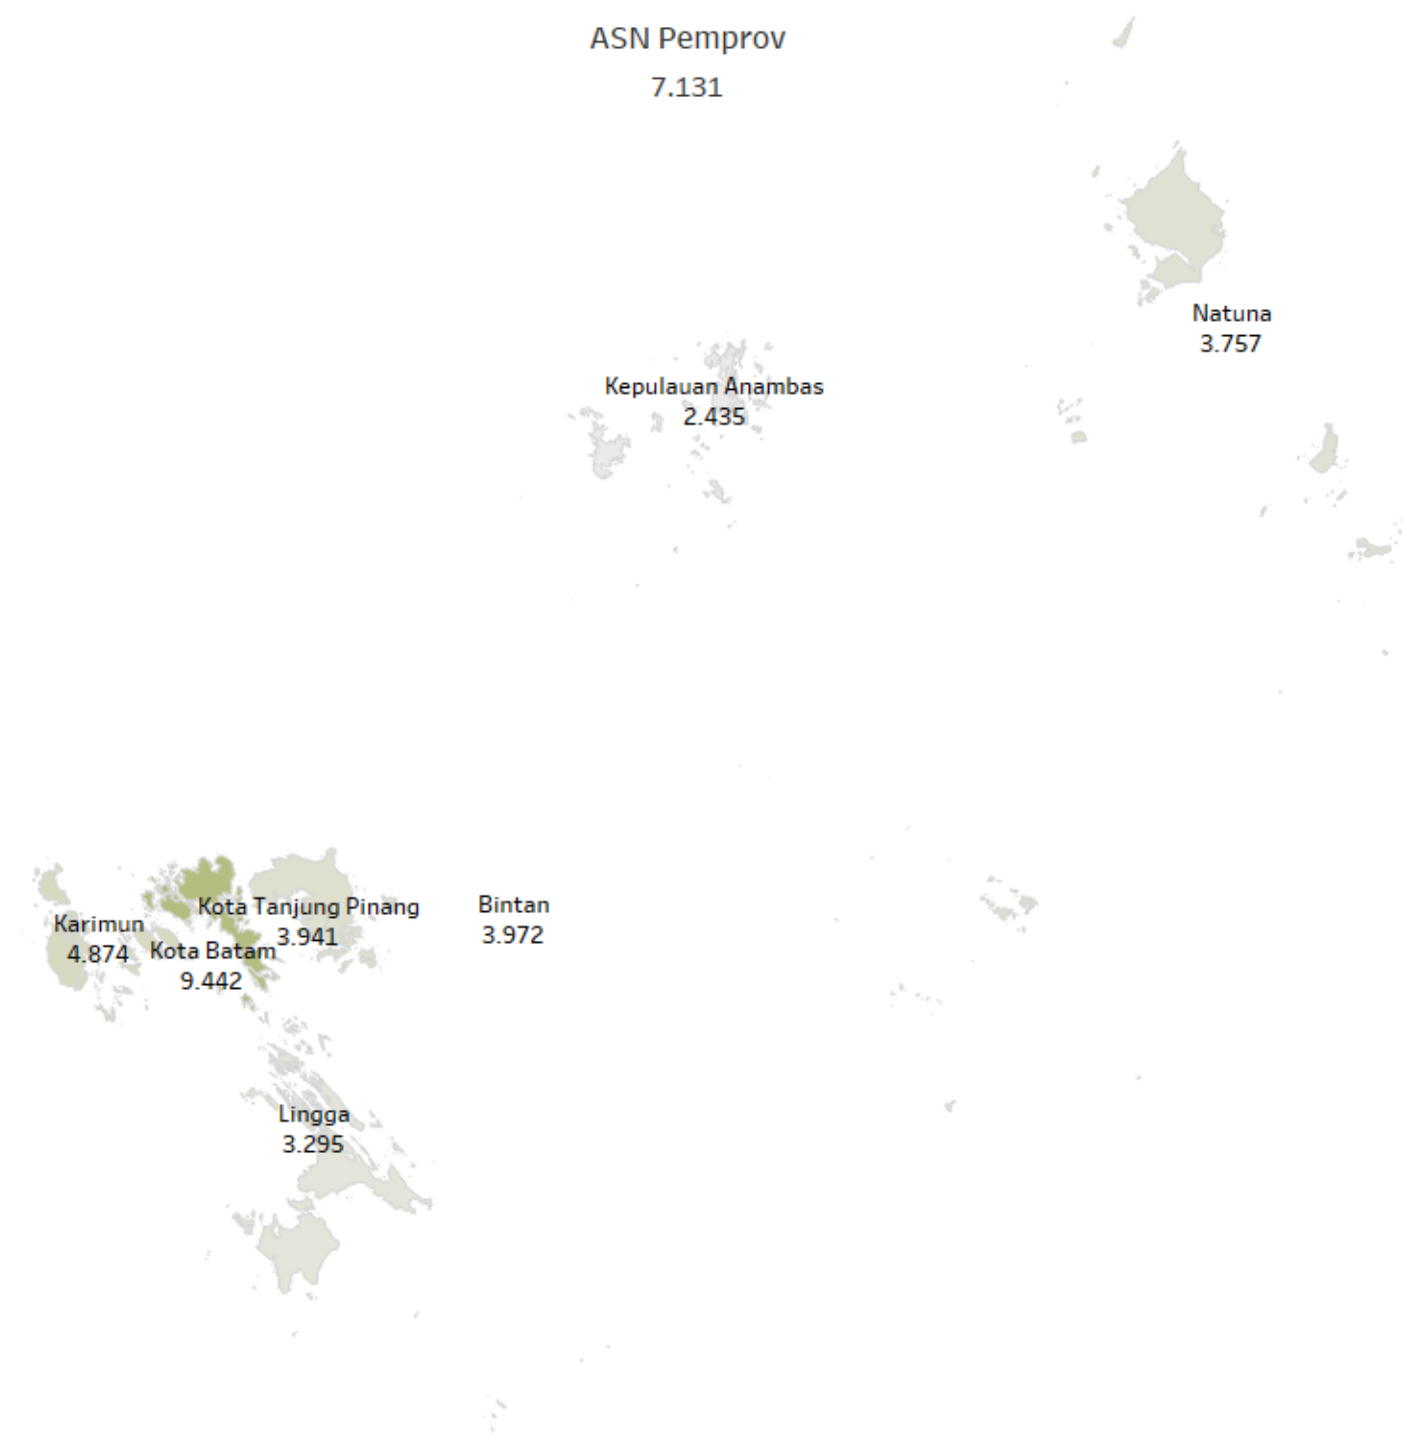 ASN Pemprov
7.131
Natuna
3.757
Kepulauan Anambas
2.435
Bintan
3.972
Kota Tanjung Pinang
3.941
Karimun
4.874
Kota Batam
9.442
Lingga
3.295